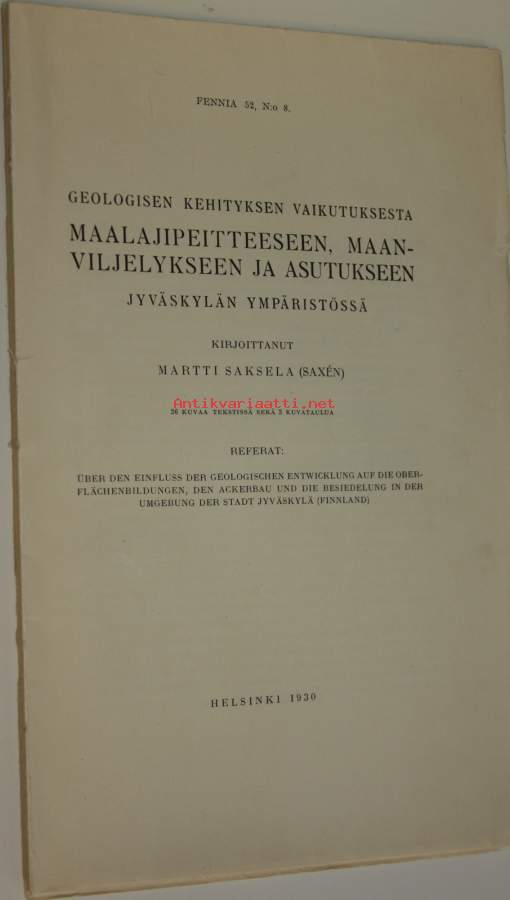 FENNIA 52, N:o 8.
GEOLOGISEN KEHITYKSEN VAIKUTUKSESTA
MAALAJIPEITTEESEEN, MAAN-
VILJELYKSEEN JA ASUTUKSEEN
JYVÄSKYLÄN YMPÄRISTÖSSÄ
KIRJOITTANUT
MARTTI SAKSELA (SAXÉN)
Antikvariaatti.net
26 KUVAA TEKSTISSÄ SEKÄ 3 KUVATAULUA
REFERAT:
ÜBER DEN EINFLUSS DER GEOLOGISCHEN ENTWICKLUNG AUF DIE OBER-
FLÄCHENBILDUNGEN, DEN ACKERBAU UND DIE BESIEDELUNG IN DER
UMGEBUNG DER STADT JYVÄSKYLÄ (FINNLAND)
HELSINKI 1930